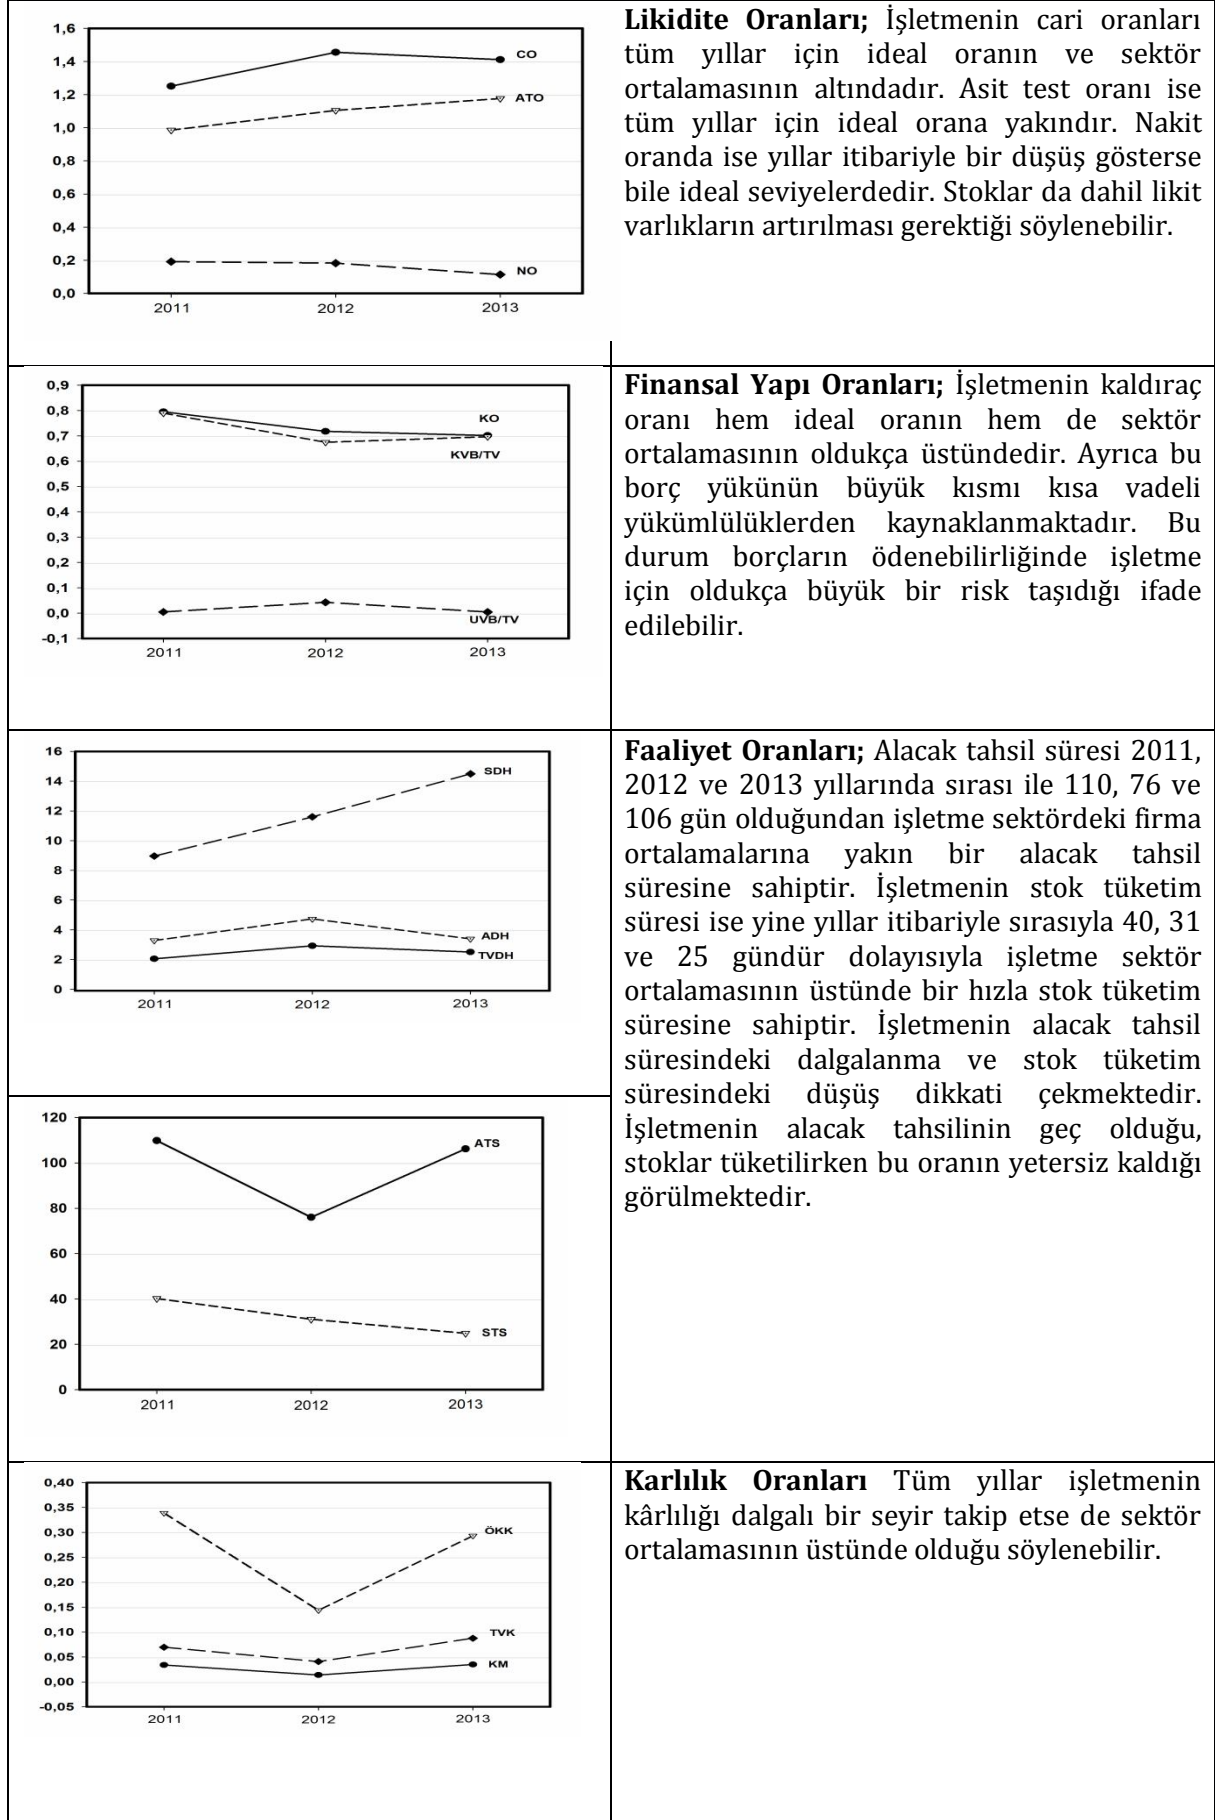 1,6
1,4
1,2
1,0
0,8
0,6
0,4
0,2
0,0
CO
ATO
NO
2011 2012 2013
Likidite Oranları; İşletmenin cari oranları
tüm yıllar için ideal oranın ve sektör
ortalamasının altındadır. Asit test oranı ise
tüm yıllar için ideal orana yakındır. Nakit
oranda ise yıllar itibariyle bir düşüş gösterse
bile ideal seviyelerdedir. Stoklar da dahil likit
varlıkların artırılması gerektiği söylenebilir.
0,9
0,8
0,7
0,6
0,5
0,4
0,3
0,2
0,1
0,0
-0,1
KO
KVB/TV
UVB/TV
2011 2012 2013
Finansal Yapı Oranları; İşletmenin kaldıraç
oranı hem ideal oranın hem de sektör
ortalamasının oldukça üstündedir. Ayrıca bu
borç yükünün büyük kısmı kısa vadeli
yükümlülüklerden kaynaklanmaktadır. Bu
durum borçların ödenebilirliğinde işletme
için oldukça büyük bir risk taşıdığı ifade
edilebilir.
16
14
12
10
8
6
4
2
0
SDH
ADH
TVDH
2011 2012 2013
120
100
80
60
40
20
0
ATS
STS
2011 2012 2013
Faaliyet Oranları; Alacak tahsil süresi 2011,
2012 ve 2013 yıllarında sırası ile 110, 76 ve
106 gün olduğundan işletme sektördeki firma
ortalamalarına yakın bir alacak tahsil
süresine sahiptir. İşletmenin stok tüketim
süresi ise yine yıllar itibariyle sırasıyla 40, 31
ve 25 gündür dolayısıyla işletme sektör
ortalamasının üstünde bir hızla stok tüketim
süresine sahiptir. İşletmenin alacak tahsil
süresindeki dalgalanma ve stok tüketim
süresindeki düşüş dikkati çekmektedir.
İşletmenin alacak tahsilinin geç olduğu,
stoklar tüketilirken bu oranın yetersiz kaldığı
görülmektedir.
0,40
0,35
0,30
0,25
0,20
0,15
0,10
0,05
0,00
-0,05
ÖKK
TVK
KM
2011 2012 2013
Karlılık Oranları Tüm yıllar işletmenin
kârlılığı dalgalı bir seyir takip etse de sektör
ortalamasının üstünde olduğu söylenebilir.